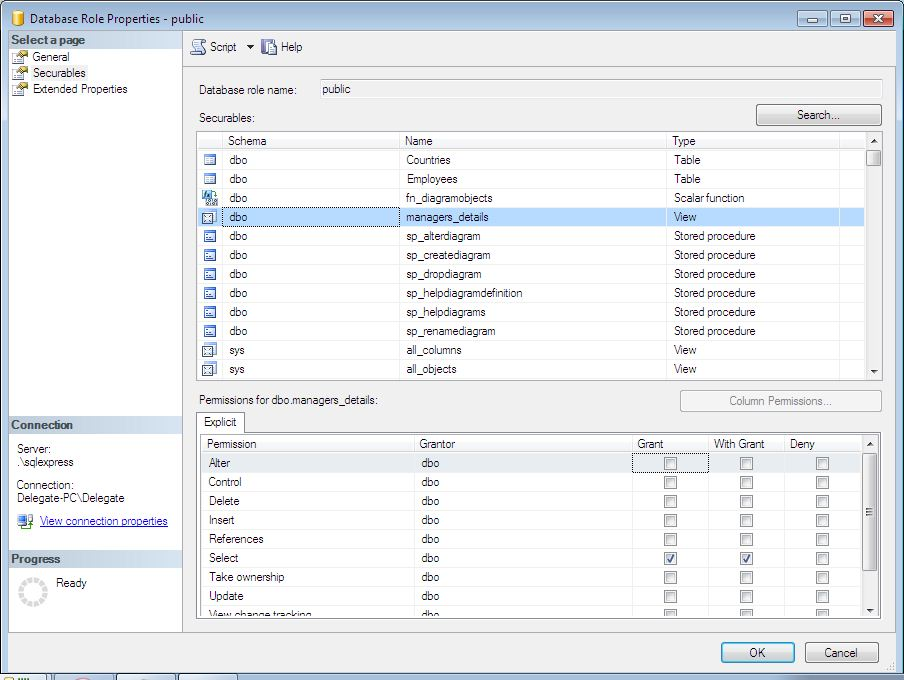 Database Role Properties - public
Select a page
General
Securables
Extended Properties
Script Help
Database role name: public
Securables: Search...
Schema Name Type
dbo Countries Table
dbo Employees Table
dbo fn_diagramobjects Scalar function
dbo managers_details View
dbo sp_alterdiagram Stored procedure
dbo sp_creatediagram Stored procedure
dbo sp_dropdiagram Stored procedure
dbo sp_helpdiagramdefinition Stored procedure
dbo sp_helpdiagrams Stored procedure
dbo sp_renamediagram Stored procedure
sys all_columns View
sys all_objects View
Permissions for dbo.managers_details: Column Permissions...
Explicit
Permission Grantor Grant With Grant Deny
Alter dbo
Control dbo
Delete dbo
Insert dbo
References dbo
Select dbo
Take ownership dbo
Update dbo
View change tracking dbo
Connection
Server:
.\sqlexpress
Connection:
Delegate-PC\Delegate
View connection properties
Progress
Ready
OK Cancel